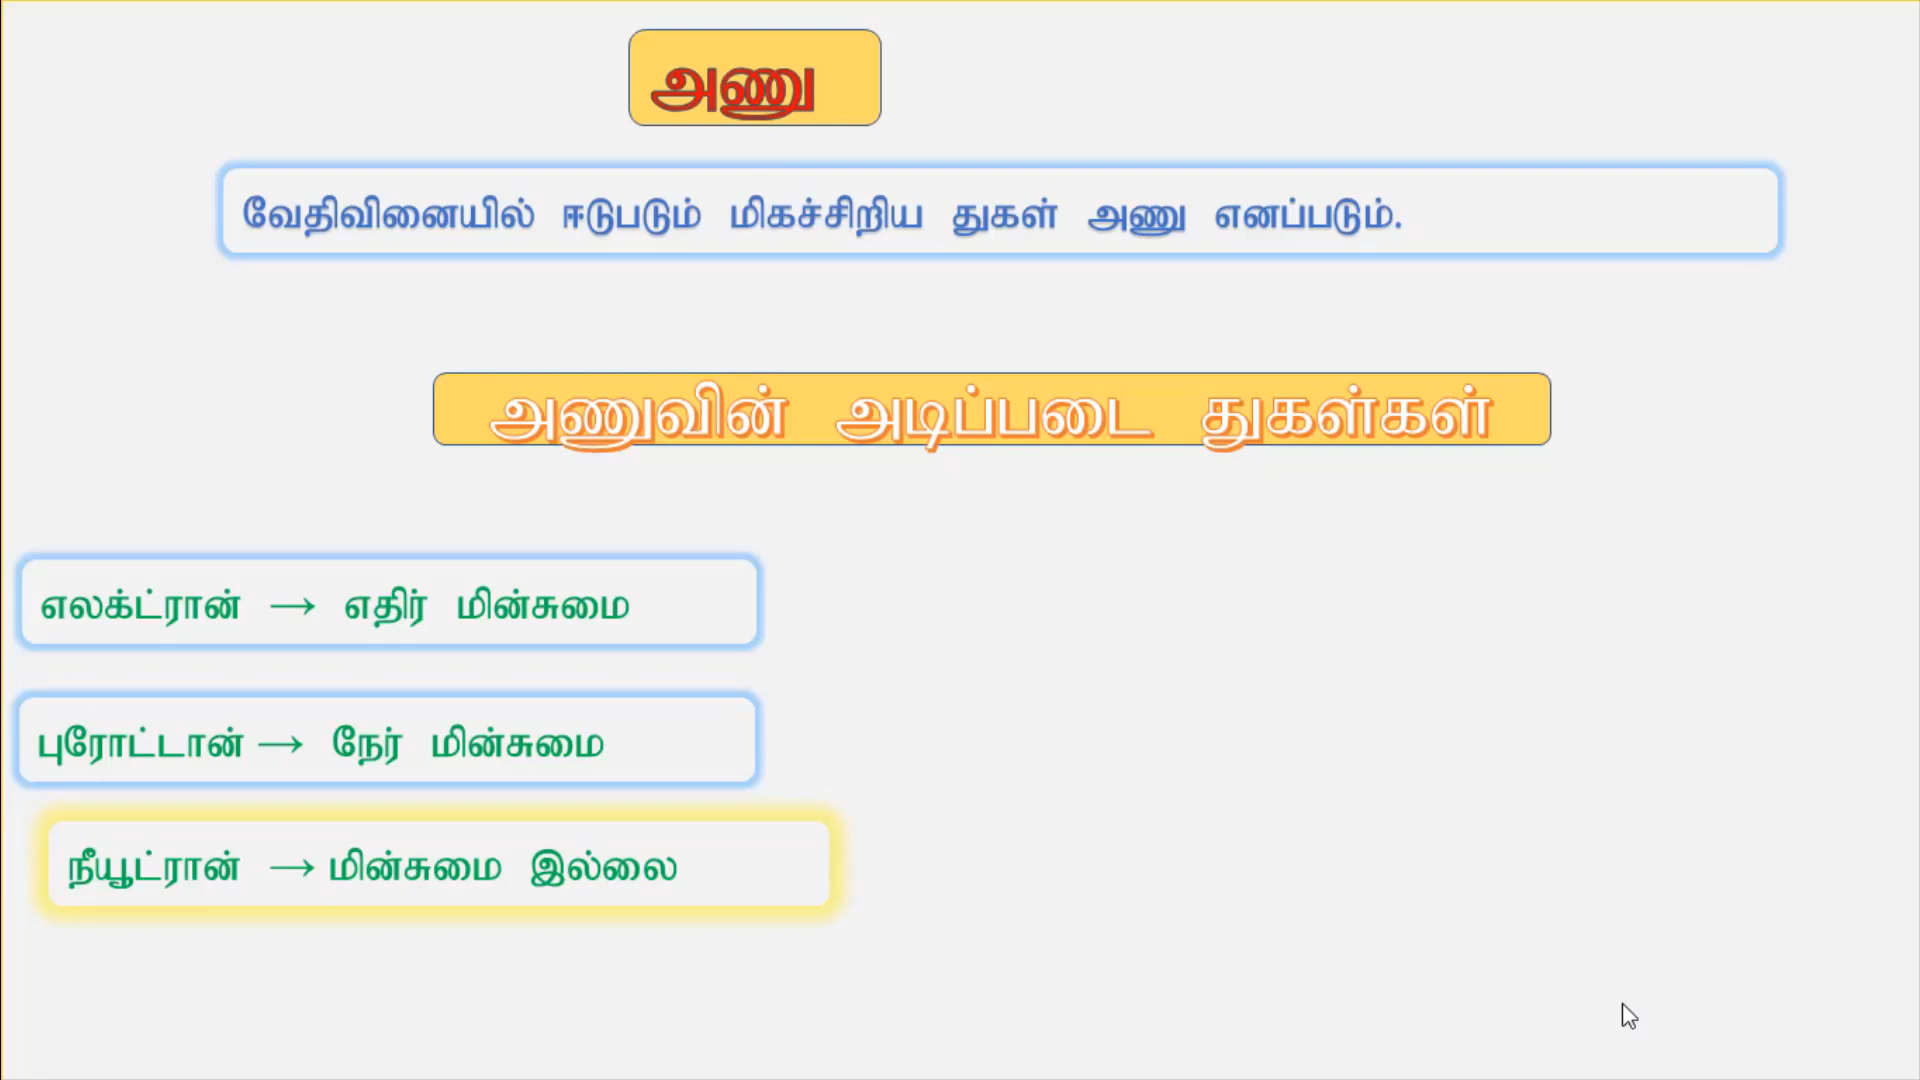 அணு
வேதிவினையில் ஈடுபடும் மிகச்சிறிய துகள் அணு எனப்படும்.
அணுவின் அடிப்படை துகள்கள்
எலக்ட்ரான் → எதிர் மின்சுமை
புரோட்டான் → நேர் மின்சுமை
நீயூட்ரான் → மின்சுமை இல்லை